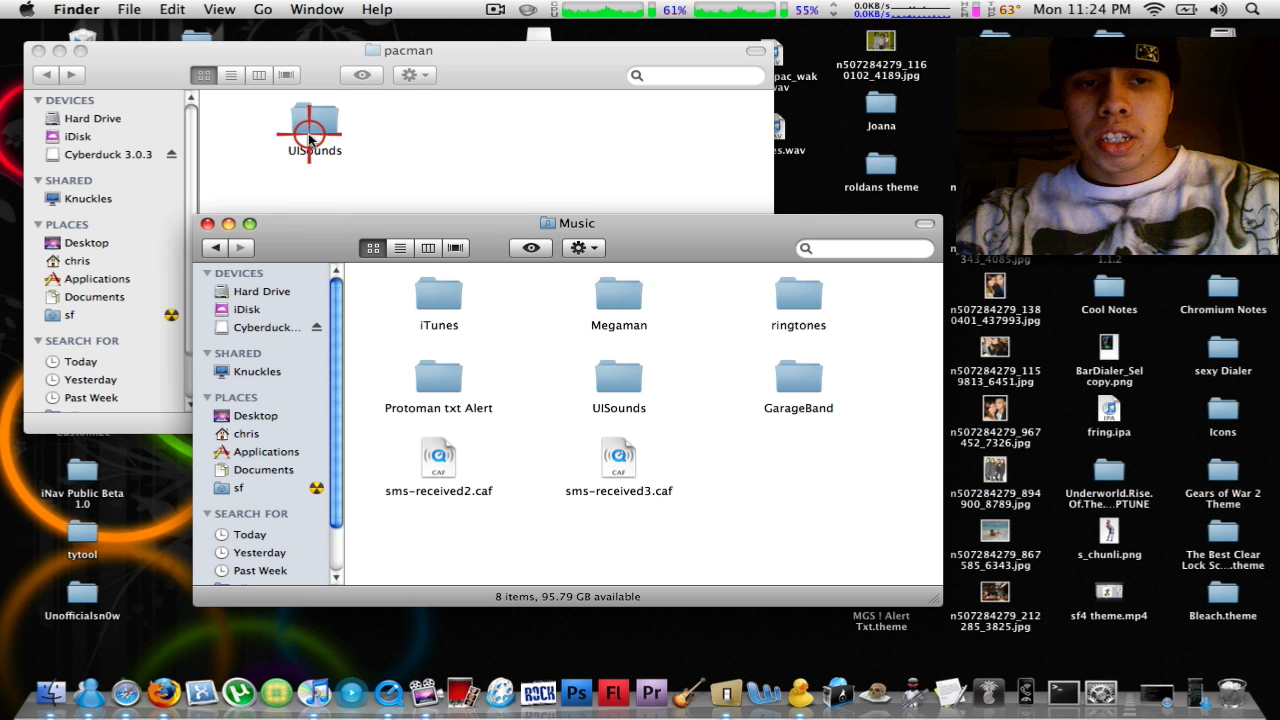 Finder File Edit View Go Window Help
61% 55% 0.0KB/s 0.0KB/s 63° Mon 11:24 PM
pacman
DEVICES
Hard Drive
iDisk
Cyberduck 3.0.3
SHARED
Knuckles
PLACES
Desktop
chris
Applications
Documents
sf
SEARCH FOR
Today
Yesterday
Past Week
UISounds
Music
DEVICES
Hard Drive
iDisk
Cyberduck...
SHARED
Knuckles
PLACES
Desktop
chris
Applications
Documents
sf
SEARCH FOR
Today
Yesterday
Past Week
iTunes
Megaman
ringtones
Protoman txt Alert
UISounds
GarageBand
CAF
sms-received2.caf
CAF
sms-received3.caf
8 items, 95.79 GB available
pac_wak
wav
es.wav
n507284279_116
0102_4189.jpg
Joana
roldans theme
343_4085.jpg
1.1.2
n507284279_138
0401_437993.jpg
Cool Notes
Chromium Notes
n507284279_115
9813_6451.jpg
BarDialer_Sel
copy.png
sexy Dialer
n507284279_967
452_7326.jpg
IPA
fring.ipa
Icons
n507284279_894
900_8789.jpg
Underworld.Rise.
Of.The....PTUNE
Gears of War 2
Theme
n507284279_867
585_6343.jpg
s_chunli.png
The Best Clear
Lock Sc....theme
n507284279_212
285_3825.jpg
sf4 theme.mp4
Bleach.theme
MGS ! Alert
Txt.theme
iNav Public Beta
1.0
tytool
Unofficialsn0w
ROCK
Ps
Fl
Pr